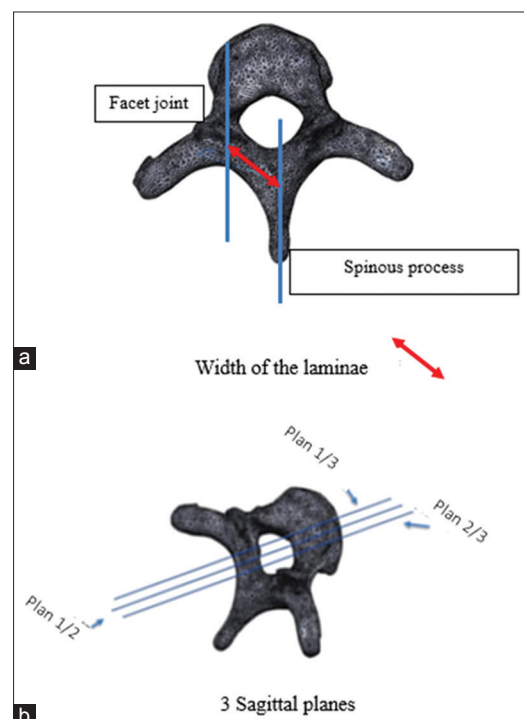 Facet joint
Spinous process
a
Width of the laminae
Plan 1/3
Plan 2/3
Plan 1/2
b
3 Sagittal planes